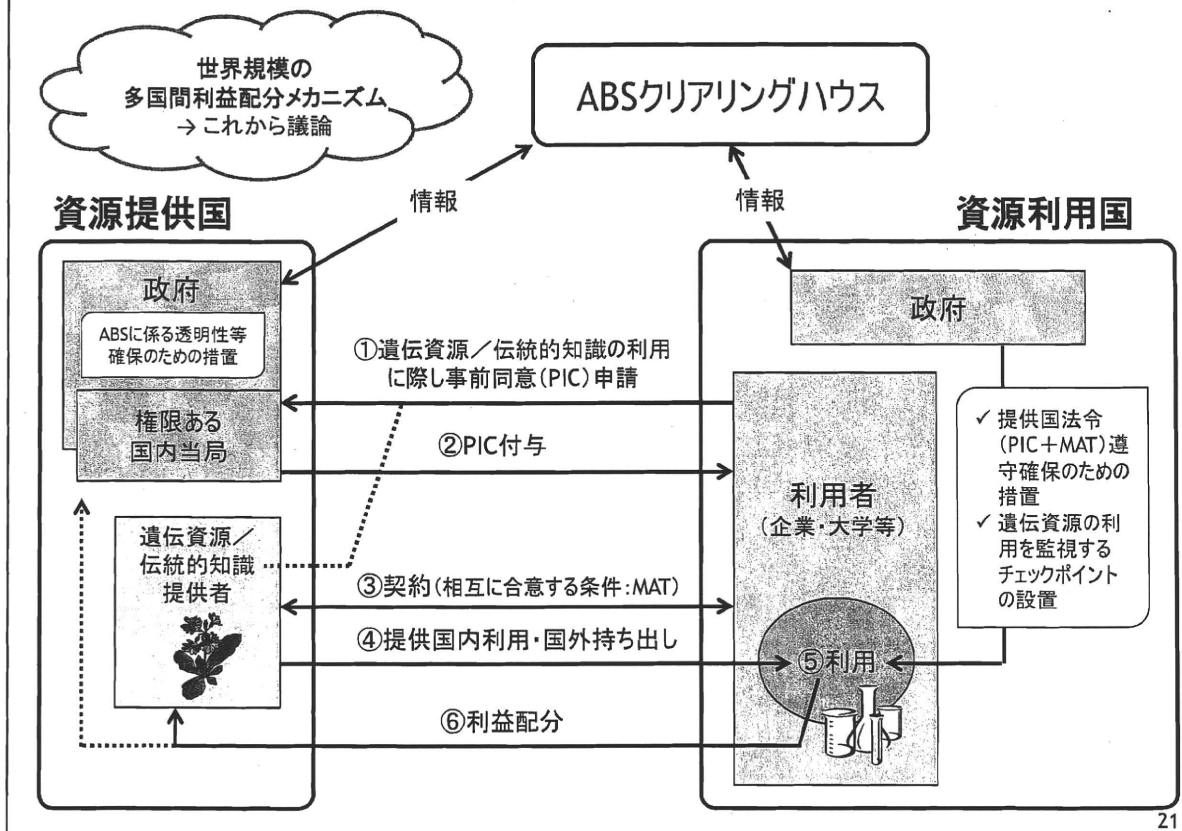 世界規模の
多国間利益配分メカニズム
→ これから議論
ABSクリアリングハウス
情報
情報
資源提供国
資源利用国
政府
ABSに係る透明性等
確保のための措置
権限ある
国内当局
遺伝資源／
伝統的知識
提供者
①遺伝資源／伝統的知識の利用
に際し事前同意(PIC)申請
②PIC付与
③契約(相互に合意する条件:MAT)
④提供国内利用・国外持ち出し
⑥利益配分
政府
利用者
(企業・大学等)
⑤利用
✓ 提供国法令
(PIC＋MAT)遵
守確保のための
措置
✓ 遺伝資源の利
用を監視する
チェックポイント
の設置
21